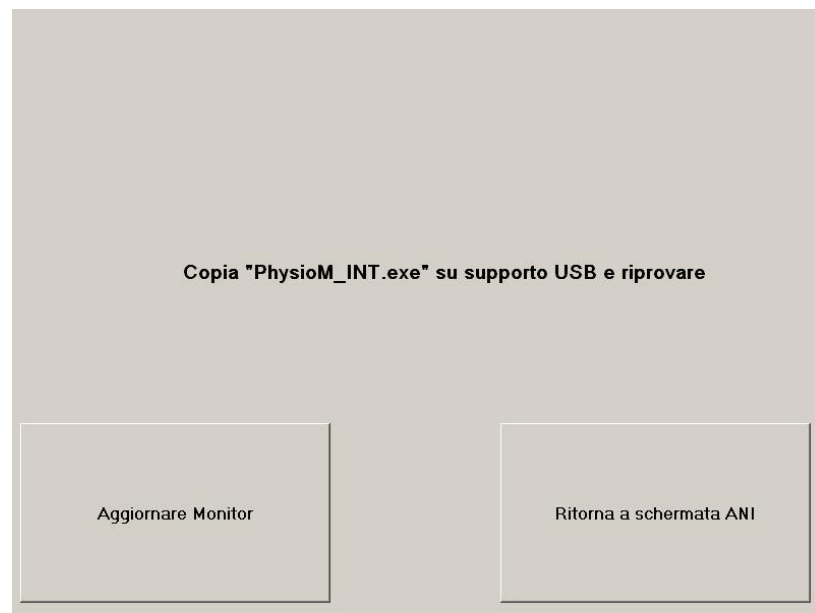 Copia "PhysioM_INT.exe" su supporto USB e riprovare
Aggiornare Monitor
Ritorna a schermata ANI